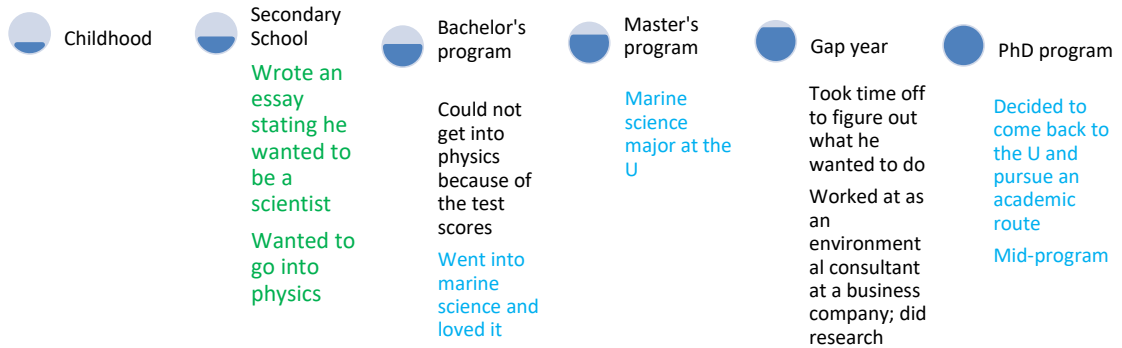 Childhood
Secondary
School
Wrote an
essay
stating he
wanted to
be a
scientist
Wanted to
go into
physics
Bachelor's
program
Could not
get into
physics
because of
the test
scores
Went into
marine
science and
loved it
Master's
program
Marine
science
major at the
U
Gap year
Took time off
to figure out
what he
wanted to do
Worked at as
an
environment
al consultant
at a business
company; did
research
PhD program
Decided to
come back to
the U and
pursue an
academic
route
Mid-program